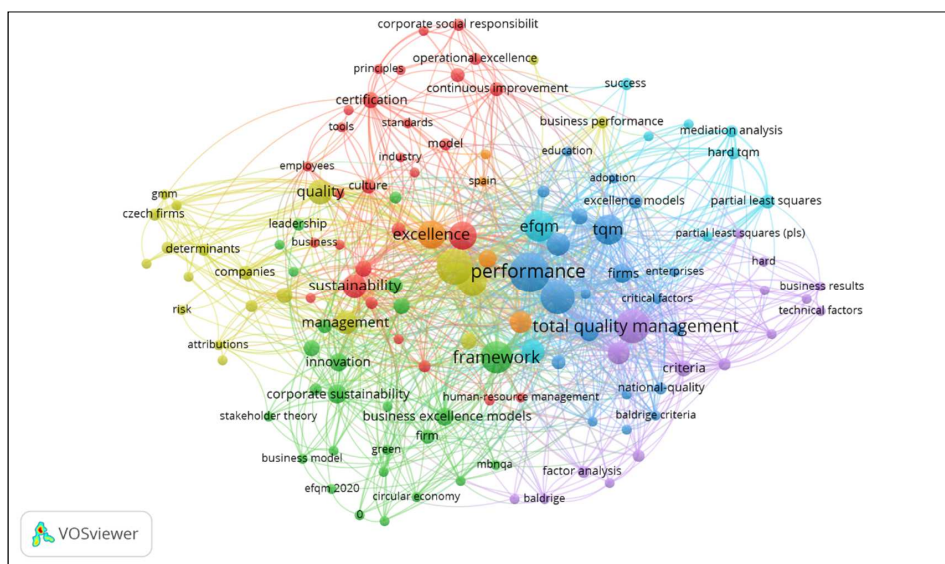 corporate social responsibilit
operational excellence
principles
continuous improvement
success
certification
business performance
tools
standards
mediation analysis
model
education
hard tqm
industry
employees
spain
adoption
culture
gmm
quality
excellence models
partial least squares
czech firms
leadership
efqm
tqm
excellence
partial least squares (pls)
business
determinants
hard
companies
performance
firms
enterprises
sustainability
business results
critical factors
risk
management
total quality management
technical factors
attributions
innovation
framework
criteria
corporate sustainability
national-quality
human-resource management
stakeholder theory
business excellence models
baldrige criteria
firm
green
business model
mbnqa
factor analysis
efqm 2020
circular economy
baldrige
0
VOSviewer